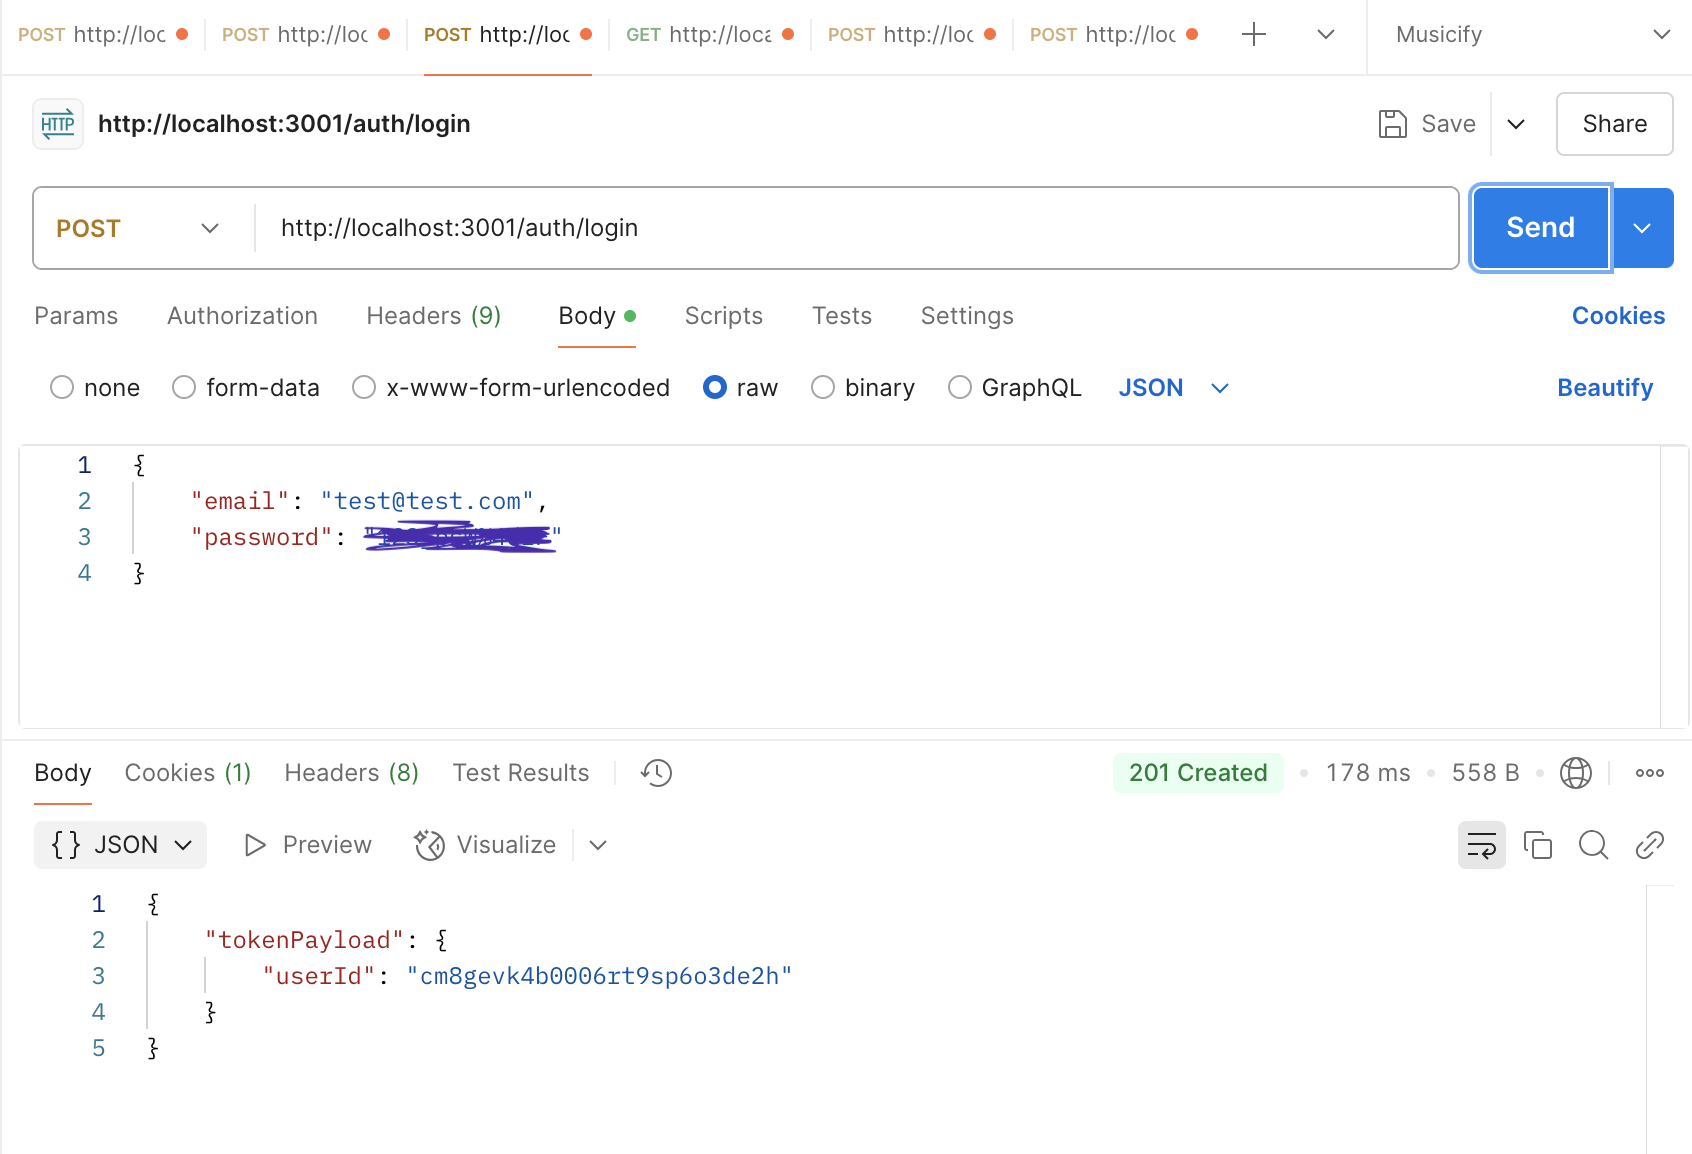 POST http://loc POST http://loc POST http://loc GET http://loca POST http://loc POST http://loc Musicify
HTTP http://localhost:3001/auth/login Save Share
POST http://localhost:3001/auth/login Send
Params Authorization Headers (9) Body Scripts Tests Settings Cookies
none form-data x-www-form-urlencoded raw binary GraphQL JSON Beautify
1 {
2 "email": "test@test.com",
3 "password": "
4 }
Body Cookies (1) Headers (8) Test Results 201 Created 178 ms 558 B
{} JSON Preview Visualize
1 {
2 "tokenPayload": {
3 "userId": "cm8gevk4b0006rt9sp6o3de2h"
4 }
5 }